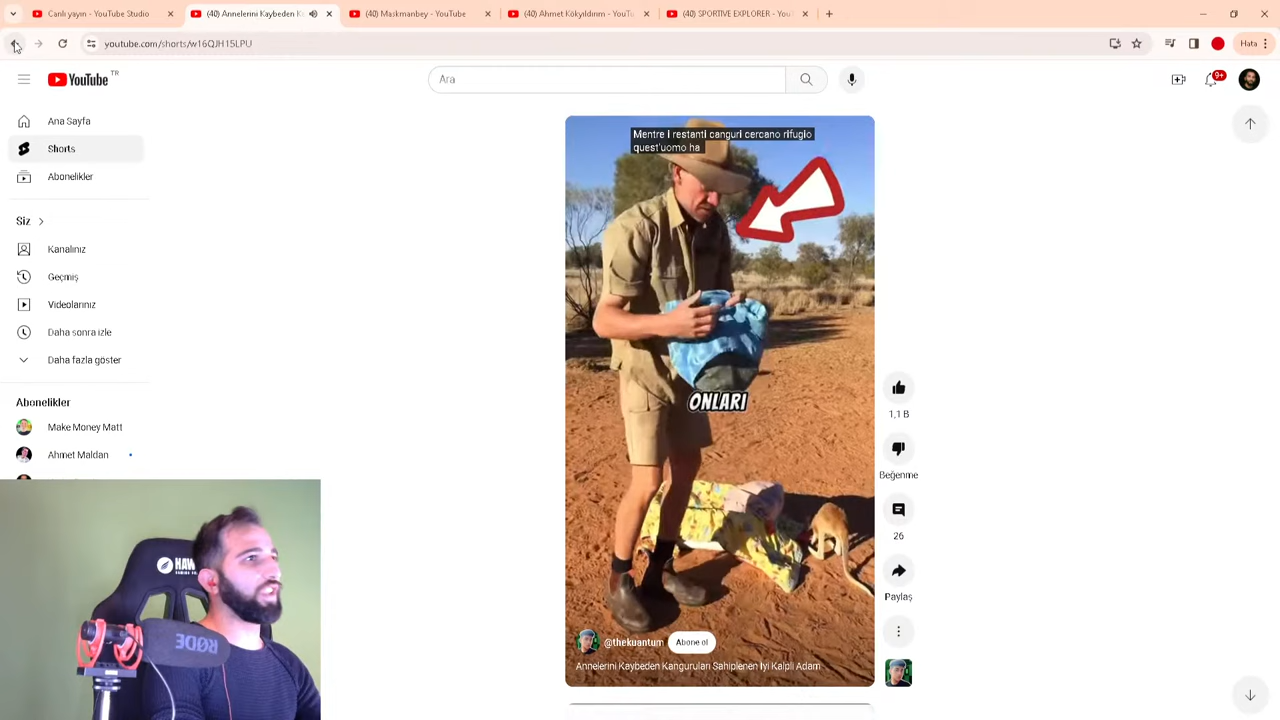 Canlı yayın - YouTube Studio
(40) Annelerini Kaybeden K
(40) Maskmanbey - YouTube
(40) Ahmet Kökyıldırım - YouTu
(40) SPORTIVE EXPLORER - You
youtube.com/shorts/w16QJH15LPU
Hata
YouTube TR
Ara
9+
Ana Sayfa
Shorts
Abonelikler
Siz
Kanalınız
Geçmiş
Videolarınız
Daha sonra izle
Daha fazla göster
Abonelikler
Make Money Matt
Ahmet Maldan
Mentre i restanti canguri cercano rifugio
quest'uomo ha
ONLARI
@thekuantum
Abone ol
Annelerini Kaybeden Kanguruları Sahiplenen İyi Kalpli Adam
1,1 B
Beğenme
26
Paylaş
HAW
RØDE